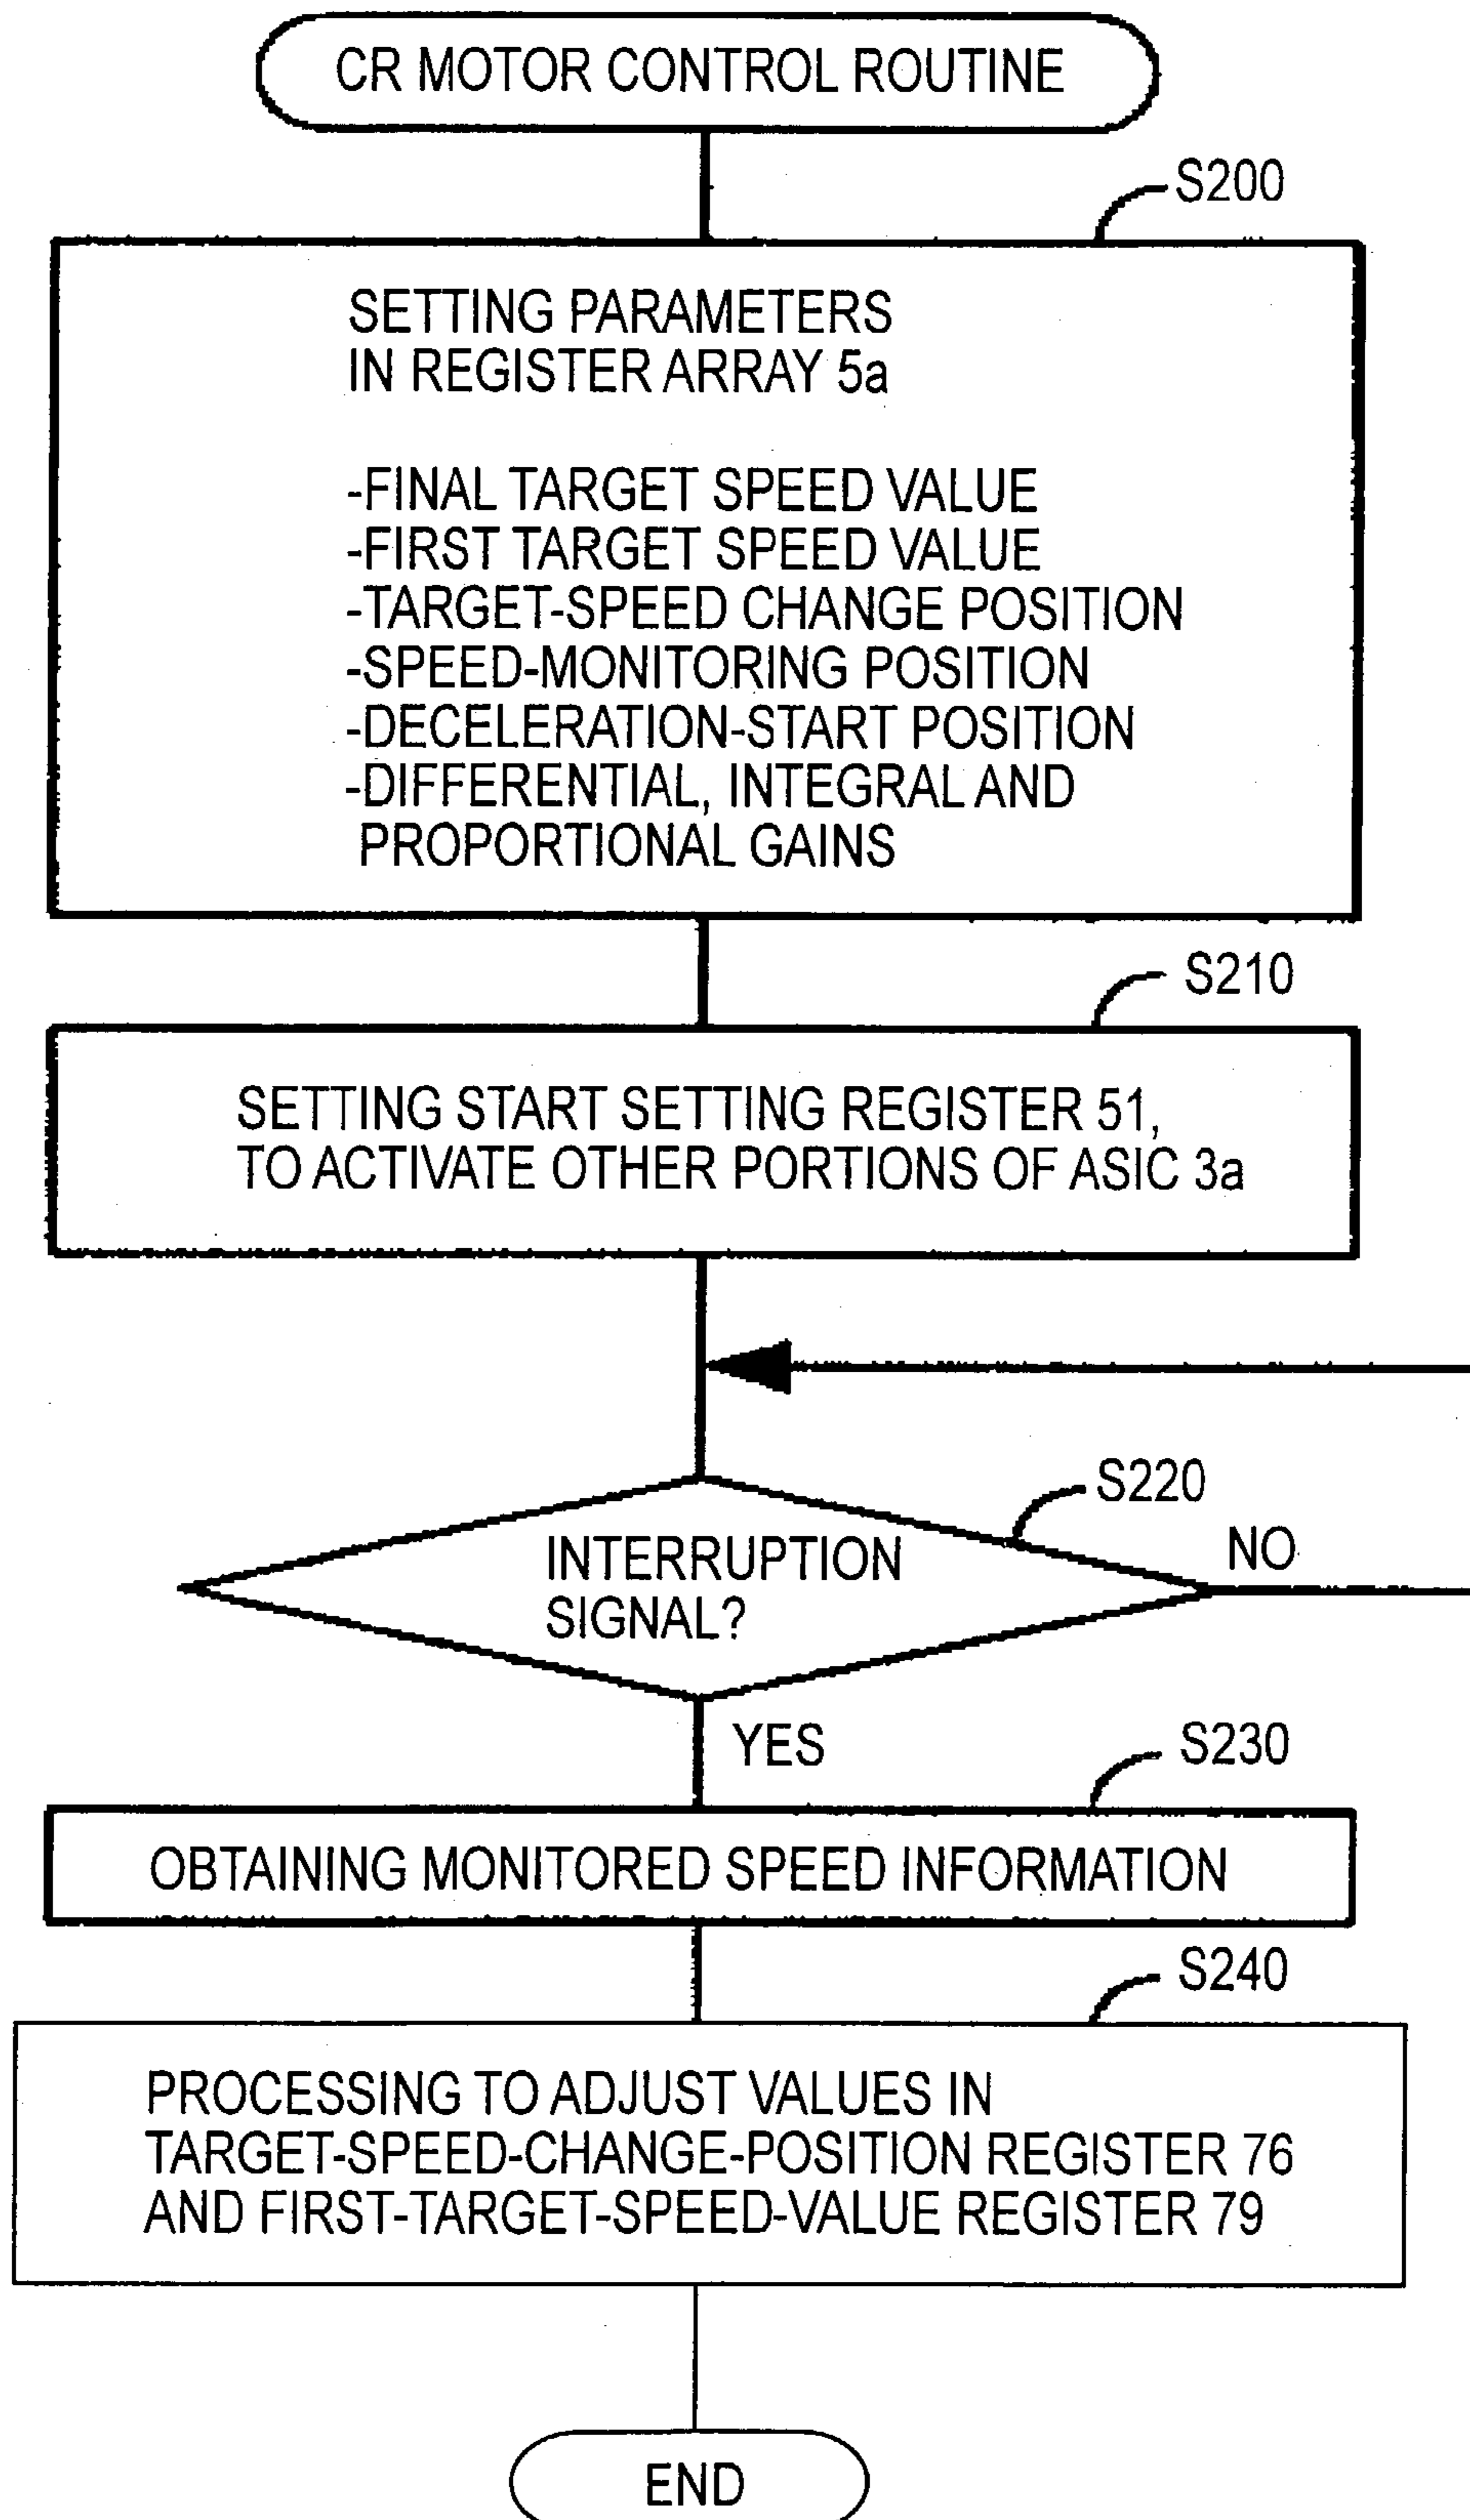 CR MOTOR CONTROL ROUTINE
S200
SETTING PARAMETERS
IN REGISTER ARRAY 5a
-FINAL TARGET SPEED VALUE
-FIRST TARGET SPEED VALUE
-TARGET-SPEED CHANGE POSITION
-SPEED-MONITORING POSITION
-DECELERATION-START POSITION
-DIFFERENTIAL, INTEGRAL AND
PROPORTIONAL GAINS
S210
SETTING START SETTING REGISTER 51,
TO ACTIVATE OTHER PORTIONS OF ASIC 3a
S220
INTERRUPTION
SIGNAL?
NO
YES
S230
OBTAINING MONITORED SPEED INFORMATION
S240
PROCESSING TO ADJUST VALUES IN
TARGET-SPEED-CHANGE-POSITION REGISTER 76
AND FIRST-TARGET-SPEED-VALUE REGISTER 79
END